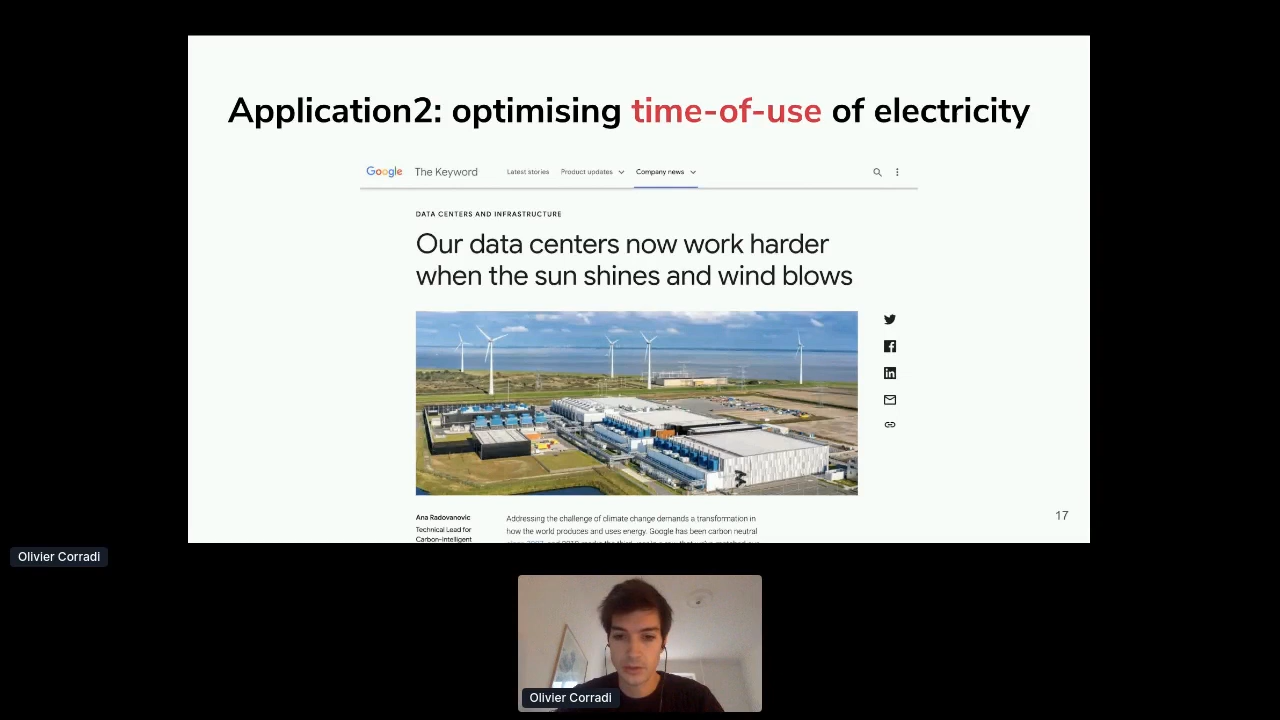 Application2: optimising time-of-use of electricity
Google The Keyword Latest stories Product updates Company news
DATA CENTERS AND INFRASTRUCTURE
Our data centers now work harder
when the sun shines and wind blows
Ana Radovanovic
Technical Lead for
Carbon-Intelligent
Addressing the challenge of climate change demands a transformation in
how the world produces and uses energy. Google has been carbon neutral
17
Olivier Corradi
Olivier Corradi